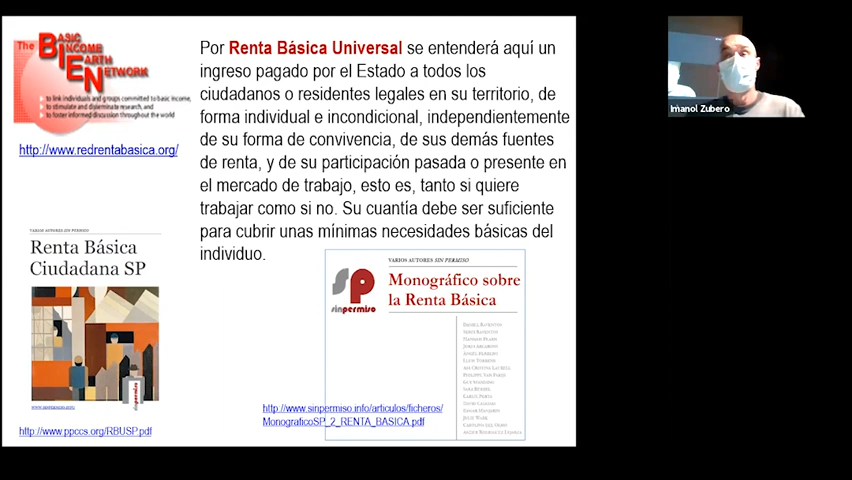 The BASIC
INCOME
EARTH
NETWORK
to link individuals and groups committed to basic income,
to stimulate and disseminate research, and
to foster informed discussion throughout the world
http://www.redrentabasica.org/
VARIOS AUTORES SIN PERMISO
Renta Básica
Ciudadana SP
sinpermiso
http://www.ppccs.org/RBUSP.pdf
Por Renta Básica Universal se entenderá aquí un
ingreso pagado por el Estado a todos los
ciudadanos o residentes legales en su territorio, de
forma individual e incondicional, independientemente
de su forma de convivencia, de sus demás fuentes
de renta, y de su participación pasada o presente en
el mercado de trabajo, esto es, tanto si quiere
trabajar como si no. Su cuantía debe ser suficiente
para cubrir unas mínimas necesidades básicas del
individuo.
VARIOS AUTORES SIN PERMISO
sp
sinpermiso
Monográfico sobre
la Renta Básica
http://www.sinpermiso.info/articulos/ficheros/
MonograficoSP_2_RENTA_BASICA.pdf
Imanol Zubero